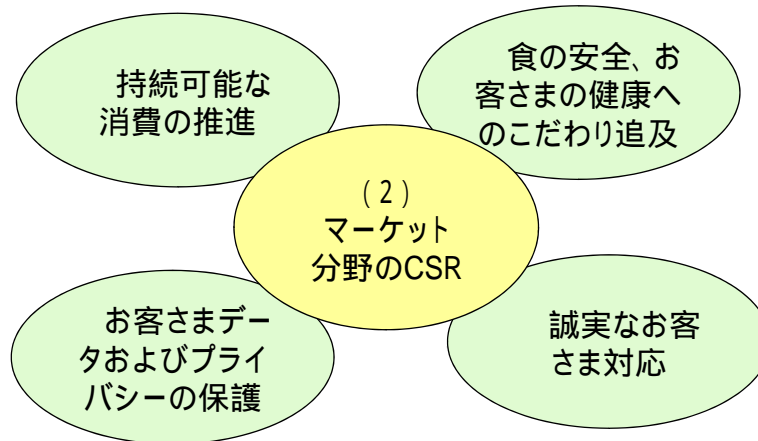 持続可能な
消費の推進
食の安全、お
客さまの健康へ
のこだわり追及
(2)
マーケット
分野のCSR
お客さまデー
タおよびプライ
バシーの保護
誠実なお客
さま対応